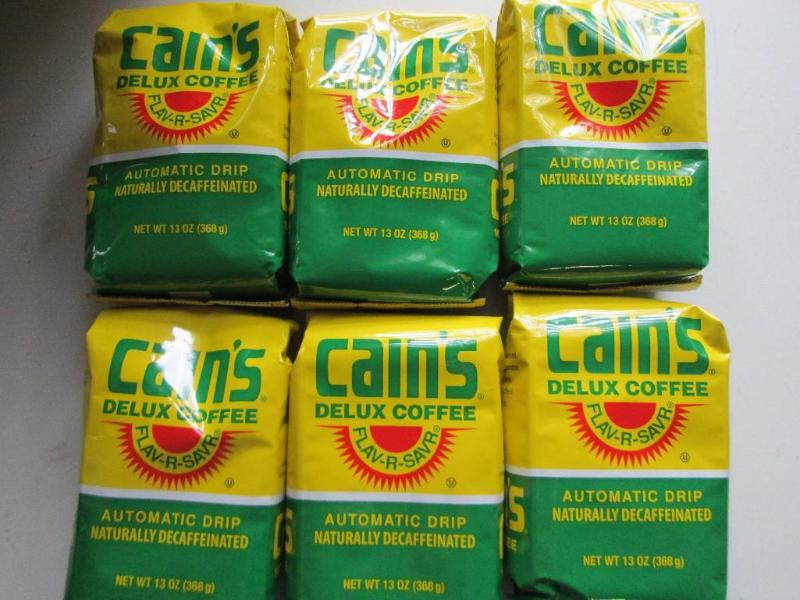 Cain's
DELUX COFFEE
FLAV-R-SAVR®
U
AUTOMATIC DRIP
NATURALLY DECAFFEINATED
NET WT 13 OZ (368 g)
Cain's
DELUX COFFEE
FLAV-R-SAVR®
U
AUTOMATIC DRIP
NATURALLY DECAFFEINATED
NET WT 13 OZ (368 g)
Cain's
DELUX COFFEE
FLAV-R-SAVR®
U
AUTOMATIC DRIP
NATURALLY DECAFFEINATED
NET WT 13 OZ (368 g)
Cain's®
DELUX COFFEE
FLAV-R-SAVR®
U
AUTOMATIC DRIP
NATURALLY DECAFFEINATED
NET WT 13 OZ (368 g)
Cain's®
DELUX COFFEE
FLAV-R-SAVR®
U
AUTOMATIC DRIP
NATURALLY DECAFFEINATED
NET WT 13 OZ (368 g)
Cain's®
DELUX COFFEE
FLAV-R-SAVR®
U
AUTOMATIC DRIP
NATURALLY DECAFFEINATED
NET WT 13 OZ (368 g)